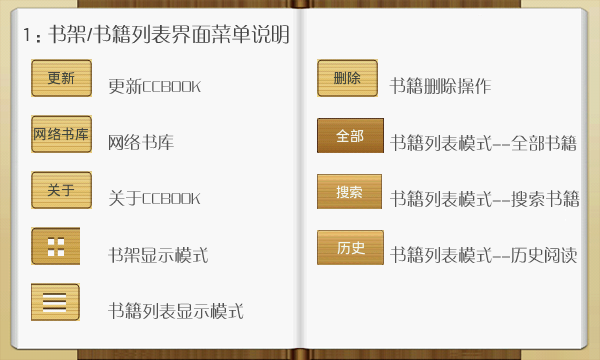 1：书架/书籍列表界面菜单说明
更新 更新CCBOOK
网络书库 网络书库
关于 关于CCBOOK
书架显示模式
书籍列表显示模式
删除 书籍删除操作
全部 书籍列表模式--全部书籍
搜索 书籍列表模式--搜索书籍
历史 书籍列表模式--历史阅读